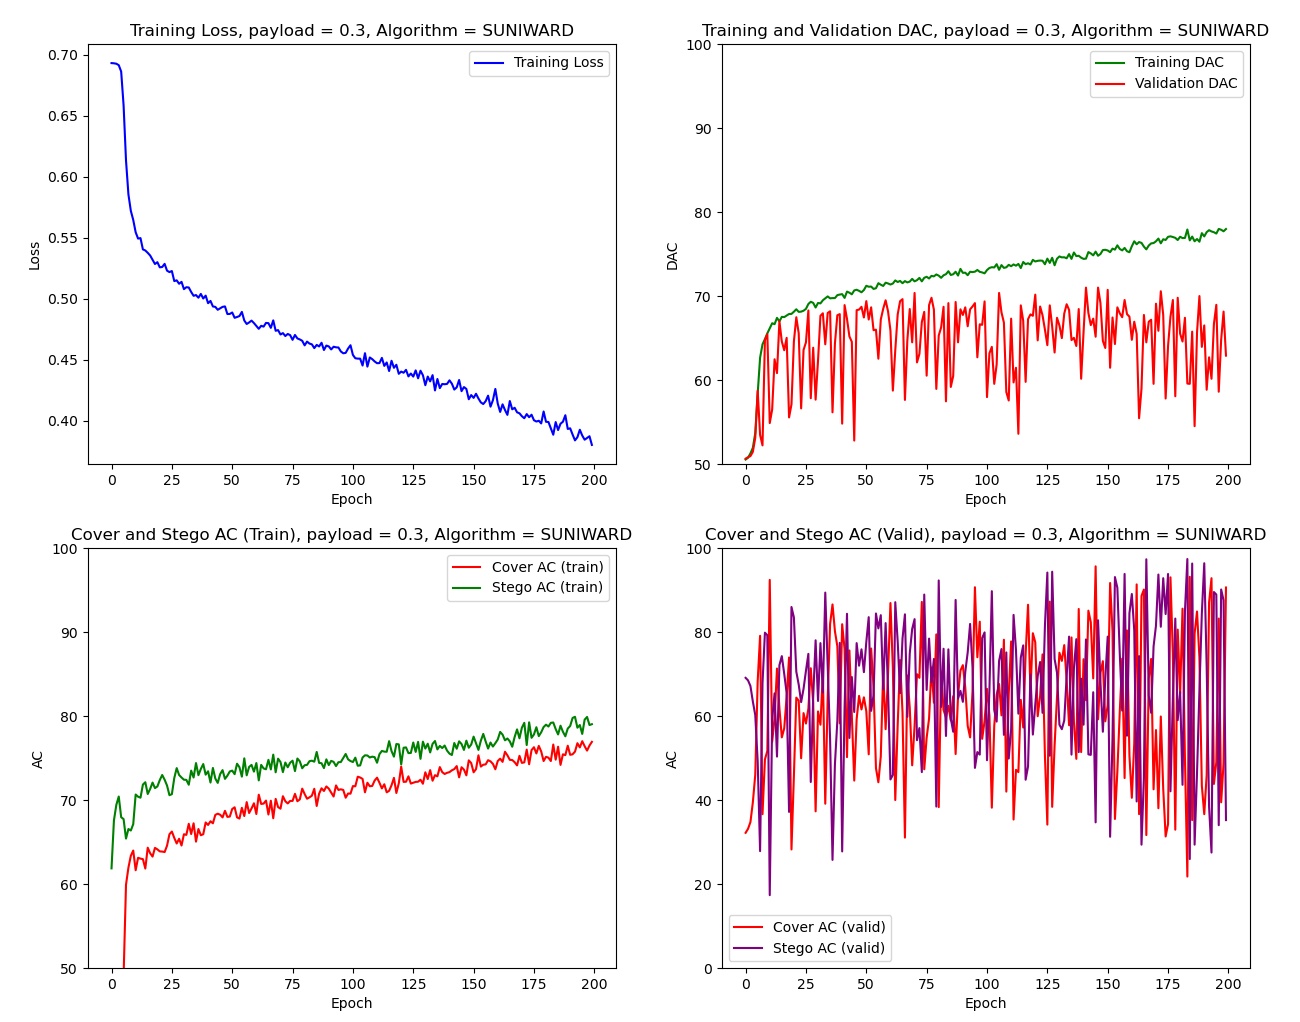 Training Loss, payload = 0.3, Algorithm = SUNIWARD
Training Loss
0.70
0.65
0.60
0.55
0.50
0.45
0.40
Loss
0 25 50 75 100 125 150 175 200
Epoch
Training and Validation DAC, payload = 0.3, Algorithm = SUNIWARD
Training DAC
Validation DAC
100
90
80
70
60
50
DAC
0 25 50 75 100 125 150 175 200
Epoch
Cover and Stego AC (Train), payload = 0.3, Algorithm = SUNIWARD
Cover AC (train)
Stego AC (train)
100
90
80
70
60
50
AC
0 25 50 75 100 125 150 175 200
Epoch
Cover and Stego AC (Valid), payload = 0.3, Algorithm = SUNIWARD
100
80
60
40
20
0
AC
Cover AC (valid)
Stego AC (valid)
0 25 50 75 100 125 150 175 200
Epoch